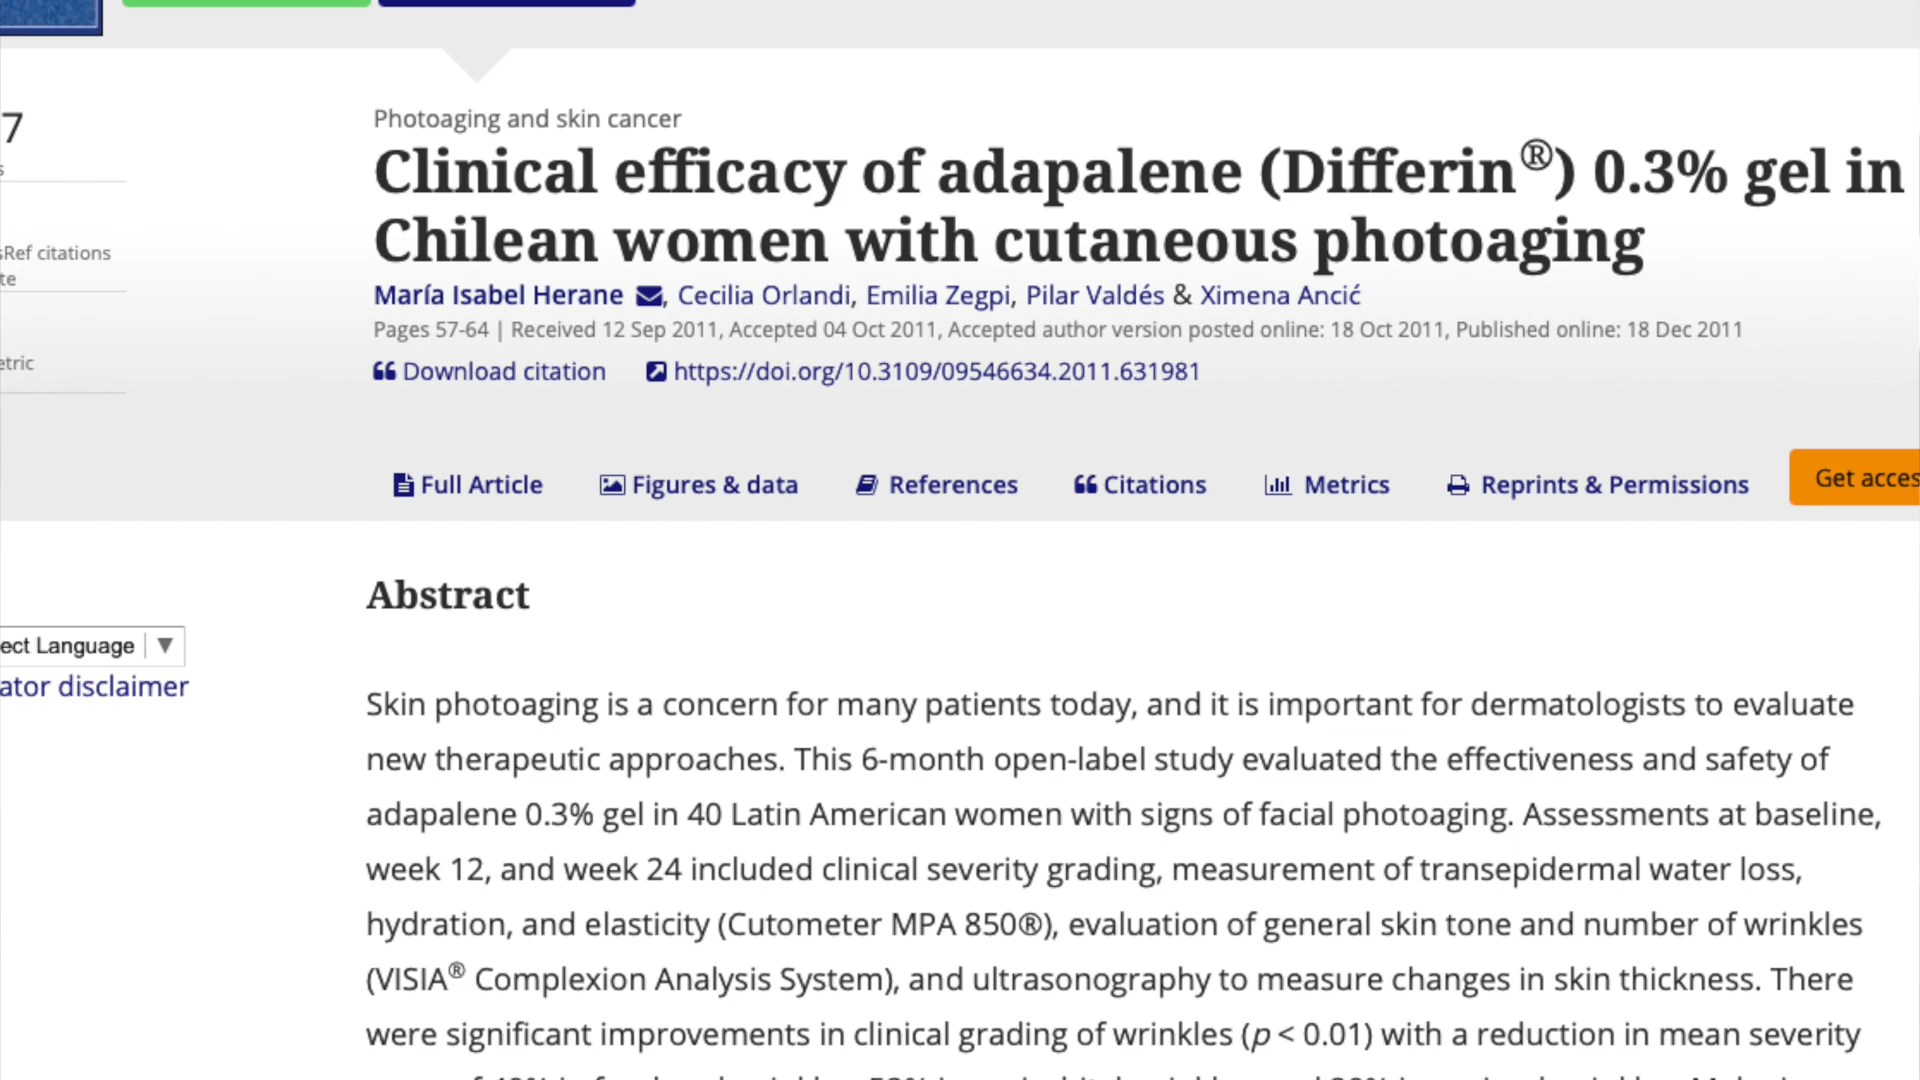 7
s
Photoaging and skin cancer
Clinical efficacy of adapalene (Differin®) 0.3% gel in
Chilean women with cutaneous photoaging
sRef citations
te
María Isabel Herane , Cecilia Orlandi, Emilia Zegpi, Pilar Valdés & Ximena Ancić
Pages 57-64 | Received 12 Sep 2011, Accepted 04 Oct 2011, Accepted author version posted online: 18 Oct 2011, Published online: 18 Dec 2011
etric
Download citation https://doi.org/10.3109/09546634.2011.631981
Full Article Figures & data References Citations Metrics Reprints & Permissions Get acces
Abstract
ect Language ▼
ator disclaimer
Skin photoaging is a concern for many patients today, and it is important for dermatologists to evaluate
new therapeutic approaches. This 6-month open-label study evaluated the effectiveness and safety of
adapalene 0.3% gel in 40 Latin American women with signs of facial photoaging. Assessments at baseline,
week 12, and week 24 included clinical severity grading, measurement of transepidermal water loss,
hydration, and elasticity (Cutometer MPA 850®), evaluation of general skin tone and number of wrinkles
(VISIA® Complexion Analysis System), and ultrasonography to measure changes in skin thickness. There
were significant improvements in clinical grading of wrinkles (p < 0.01) with a reduction in mean severity